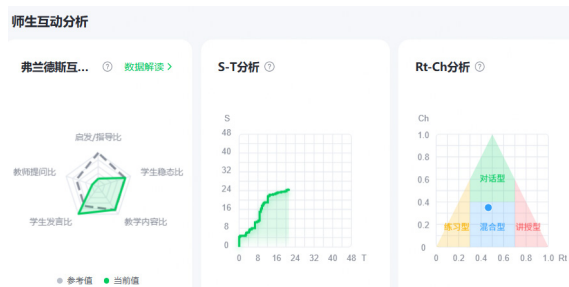 师生互动分析
弗兰德斯互... ? 数据解读 >
启发/指导比
教师提问比
学生稳态比
学生发言比
教学内容比
参考值 当前值
S-T分析 ?
S
48
40
32
24
16
8
0
0 8 16 24 32 40 48 T
Rt-Ch分析 ?
Ch
1.0
0.8
0.6
0.4
0.2
0
对话型
练习型 混合型 讲授型
0 0.2 0.4 0.6 0.8 1.0 Rt